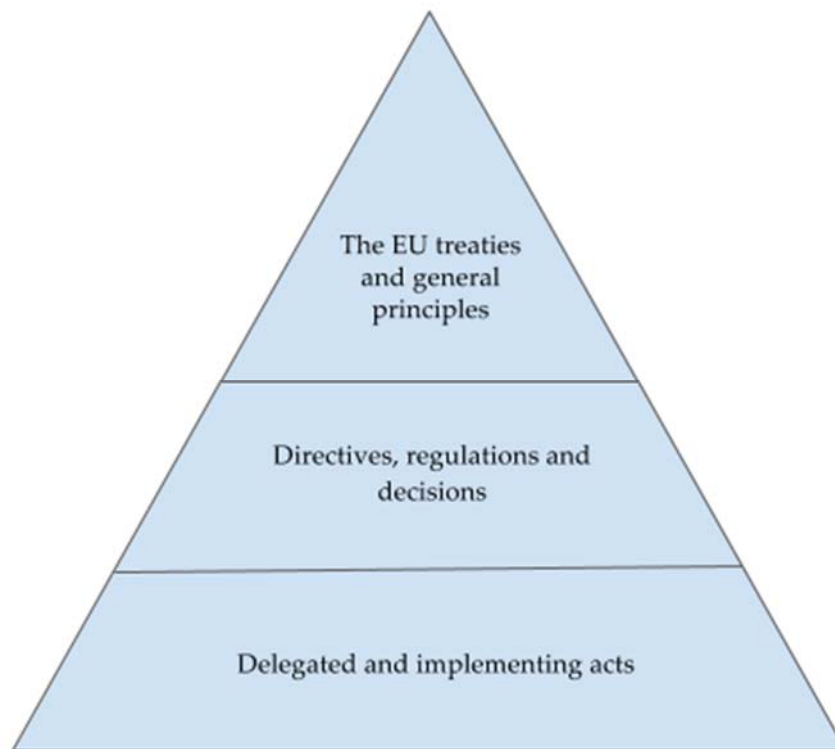 The EU treaties
and general
principles
Directives, regulations and
decisions
Delegated and implementing acts